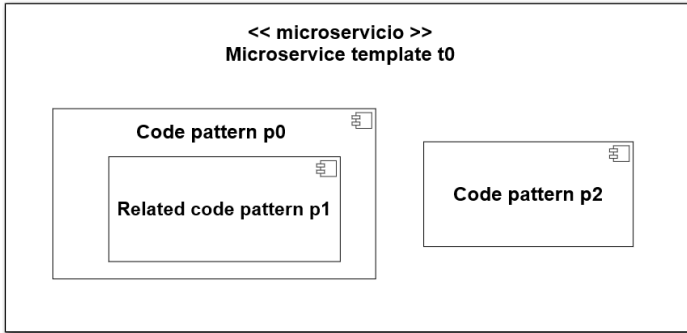 << microservicio >>
Microservice template t0
Code pattern p0
Related code pattern p1
Code pattern p2